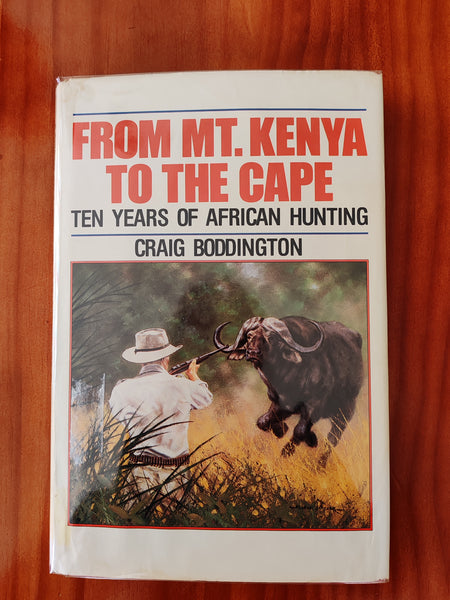 FROM MT. KENYA
TO THE CAPE
TEN YEARS OF AFRICAN HUNTING
CRAIG BODDINGTON